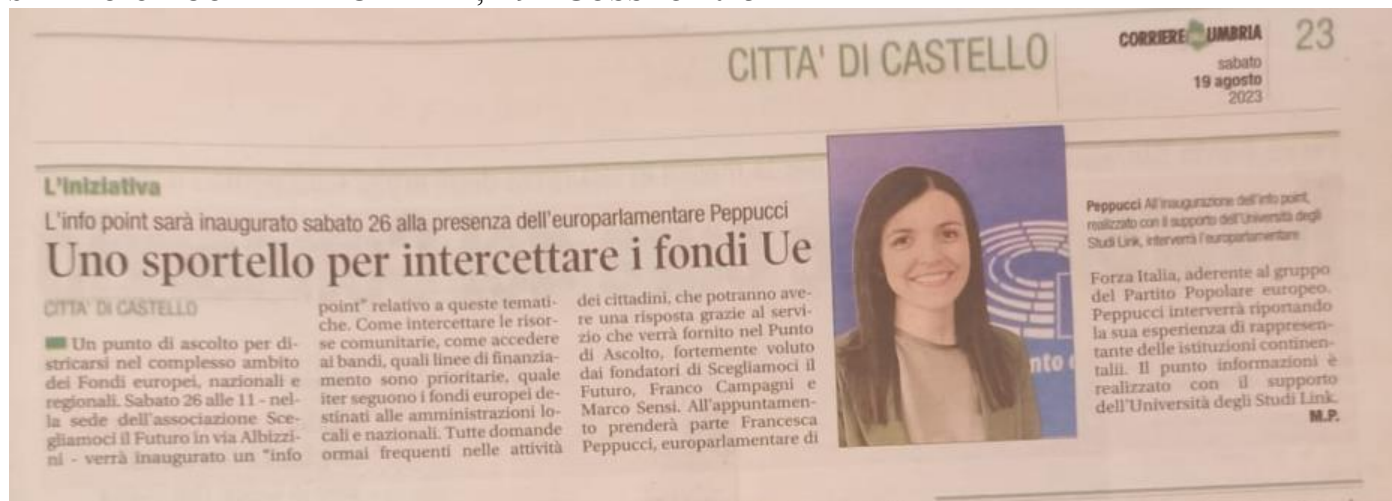 CITTA' DI CASTELLO
CORRIERE UMBRIA
23
sabato
19 agosto
2023
L'iniziativa
L'info point sarà inaugurato sabato 26 alla presenza dell'europarlamentare Peppucci
Uno sportello per intercettare i fondi Ue
CITTA' DI CASTELLO
Un punto di ascolto per di-
stricarsi nel complesso ambito
dei Fondi europei, nazionali e
regionali. Sabato 26 alle 11 - nel-
la sede dell'associazione Sce-
gliamoci il Futuro in via Albizzi-
ni - verrà inaugurato un "info
point" relativo a queste temati-
che. Come intercettare le risor-
se comunitarie, come accedere
ai bandi, quali linee di finanzia-
mento sono prioritarie, quale
iter seguono i fondi europei de-
stinati alle amministrazioni lo-
cali e nazionali. Tutte domande
ormai frequenti nelle attività
dei cittadini, che potranno ave-
re una risposta grazie al servi-
zio che verrà fornito nel Punto
di Ascolto, fortemente voluto
dai fondatori di Scegliamoci il
Futuro, Franco Campagni e
Marco Sensi. All'appuntamen-
to prenderà parte Francesca
Peppucci, europarlamentare di
nto
Peppucci All'inaugurazione dell'info point,
realizzato con il supporto dell'Università degli
Studi Link, interverrà l'europarlamentare
Forza Italia, aderente al gruppo
del Partito Popolare europeo.
Peppucci interverrà riportando
la sua esperienza di rappresen-
tante delle istituzioni continen-
talii. Il punto informazioni è
realizzato con il supporto
dell'Università degli Studi Link.
M.P.